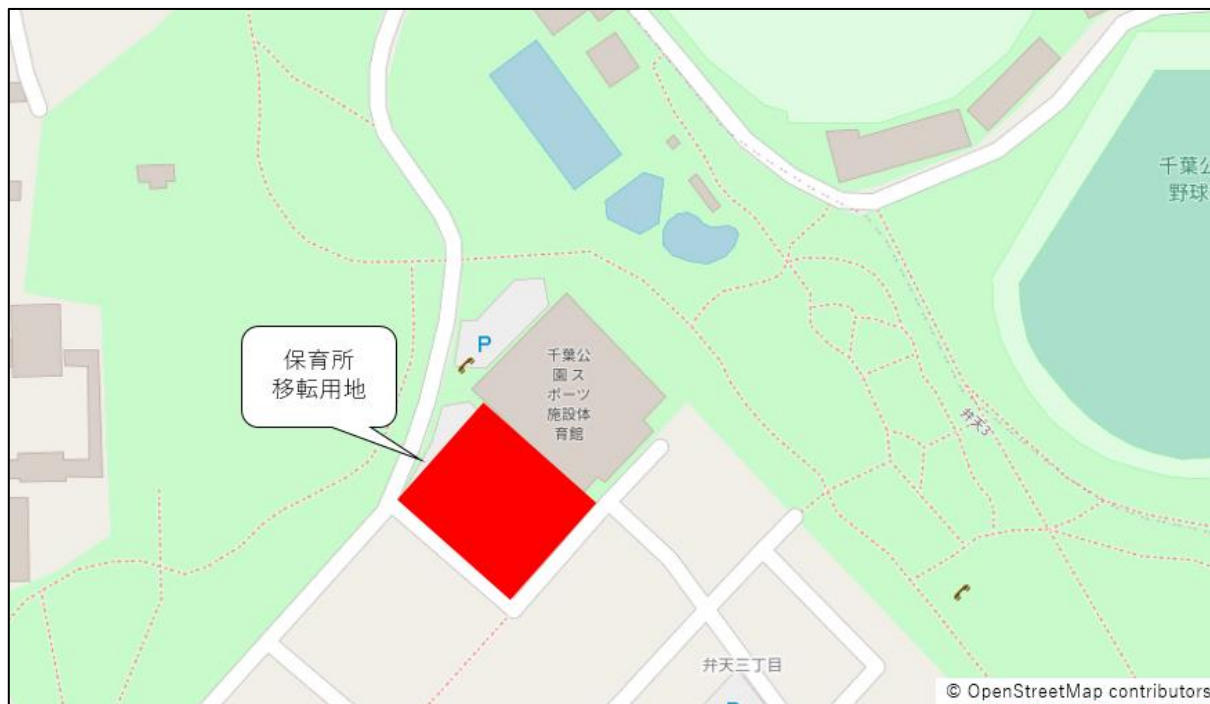 千葉公
野球
保育所
移転用地
P
千葉公
園 ス
ポーツ
施設体
育館
弁天3
弁天三丁目
© OpenStreetMap contributors